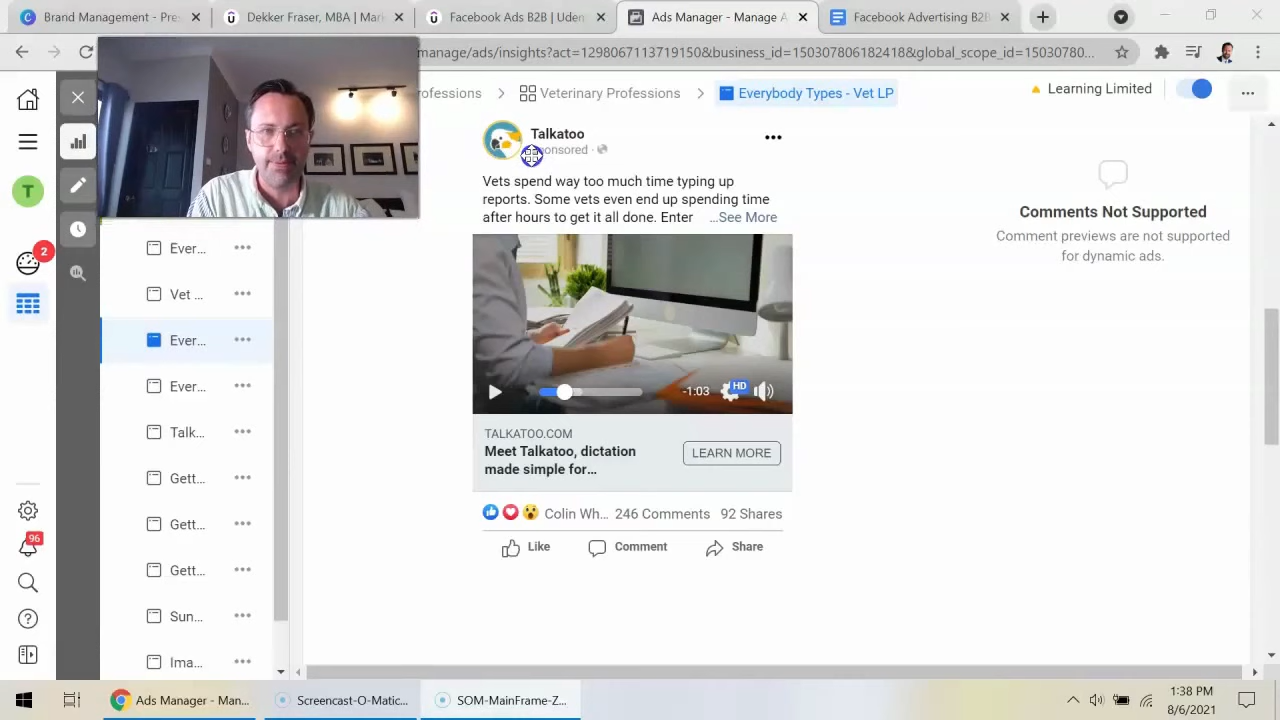 Brand Management - Pre
Dekker Fraser, MBA | Mark
Facebook Ads B2B | Udem
Ads Manager - Manage A
Facebook Advertising B2B
manage/ads/insights?act=1298067113719150&business_id=150307806182418&global_scope_id=15030780...
ofessions
Veterinary Professions
Everybody Types - Vet LP
Learning Limited
Talkatoo
ponsored
Vets spend way too much time typing up
reports. Some vets even end up spending time
after hours to get it all done. Enter ...See More
-1:03
HD
TALKATOO.COM
Meet Talkatoo, dictation
made simple for…
LEARN MORE
Colin Wh... 246 Comments 92 Shares
Like
Comment
Share
Comments Not Supported
Comment previews are not supported
for dynamic ads.
T
2
96
Ever...
Vet ...
Ever...
Ever...
Talk...
Gett...
Gett...
Gett...
Sun...
Ima...
Ads Manager - Man...
Screencast-O-Matic...
SOM-MainFrame-Z...
1:38 PM
8/6/2021